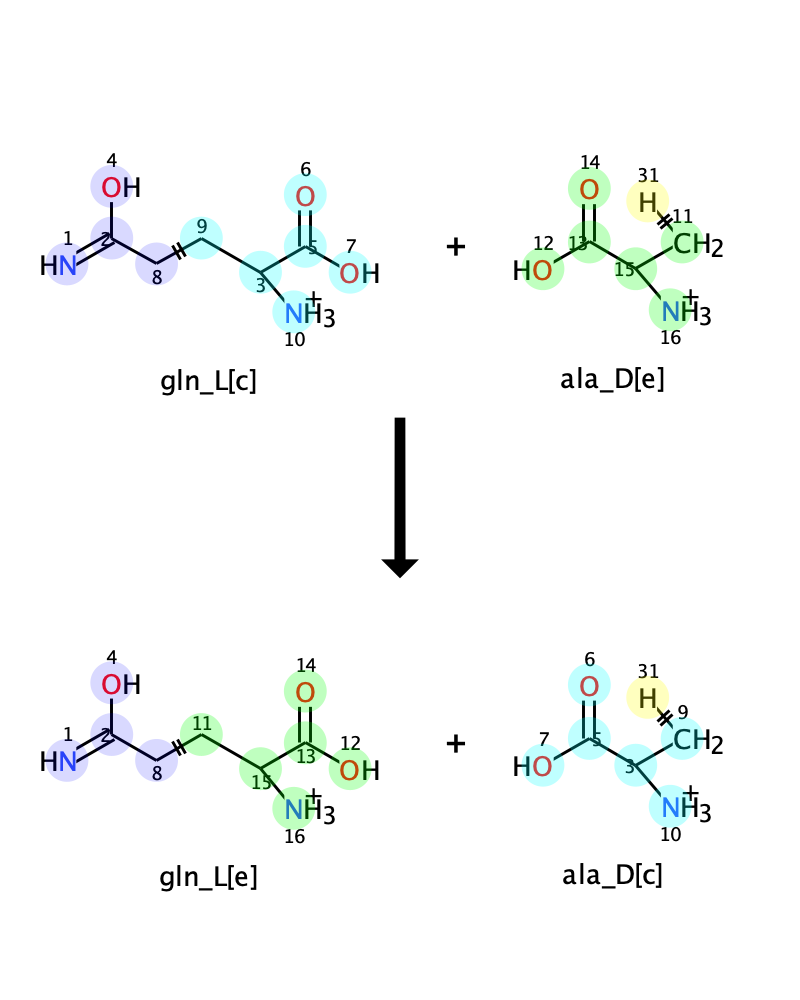 4 6 14 31
OH O O H
1 2 9 5 7 12 13 11
HN 8 3 OH + HO 15 CH2
NH3+ NH3+
10 16
gln_L[c] ala_D[e]
4 14 6 31
OH O O H
1 2 11 13 12 7 5 9
HN 8 15 OH + HO 3 CH2
NH3+ NH3+
16 10
gln_L[e] ala_D[c]